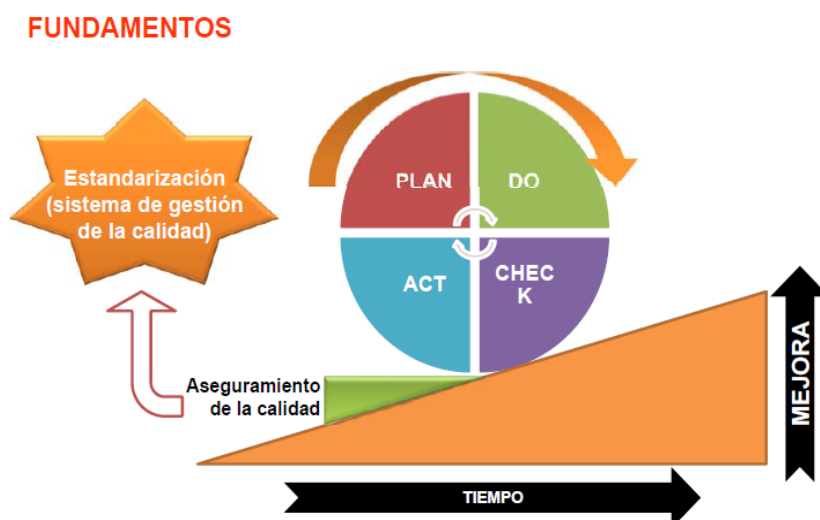 FUNDAMENTOS
Estandarización
(sistema de gestión
de la calidad)
PLAN
DO
ACT
CHEC
K
Aseguramiento
de la calidad
MEJORA
TIEMPO